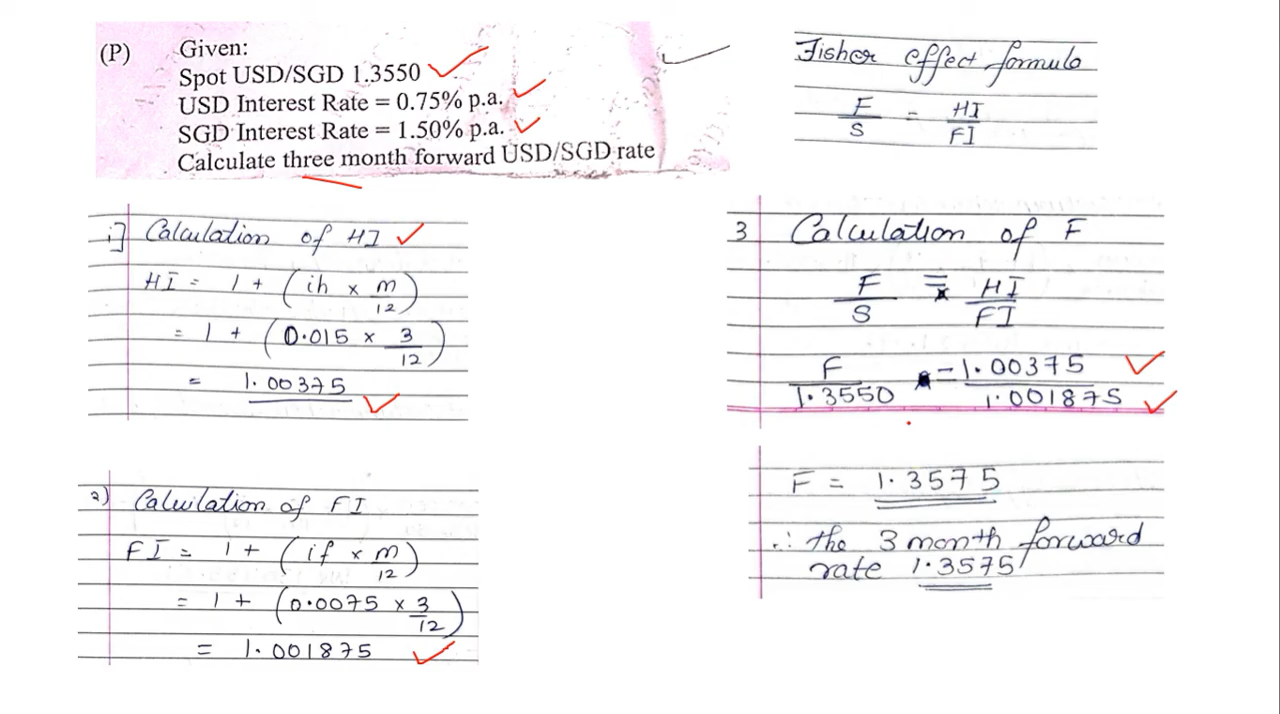 (P) Given:
Spot USD/SGD 1.3550
USD Interest Rate = 0.75% p.a.
SGD Interest Rate = 1.50% p.a.
Calculate three month forward USD/SGD rate
Fisher effect formula
F/S = HI/FI
i] Calculation of HI
HI = 1 + (ih × m/12)
= 1 + (0.015 × 3/12)
= 1.00375
2) Calculation of FI
FI = 1 + (if × m/12)
= 1 + (0.0075 × 3/12)
= 1.001875
3 Calculation of F
F/S = HI/FI
F/1.3550 = 1.00375/1.001875
F = 1.3575
∴ the 3 month forward
rate 1.3575